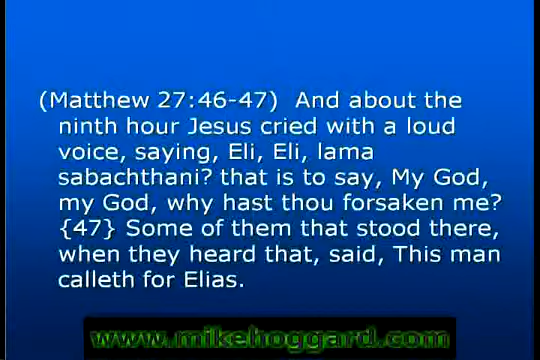 (Matthew 27:46-47)  And about the
ninth hour Jesus cried with a loud
voice, saying, Eli, Eli, lama
sabachthani? that is to say, My God,
my God, why hast thou forsaken me?
{47} Some of them that stood there,
when they heard that, said, This man
calleth for Elias.
www.mikehoggard.com